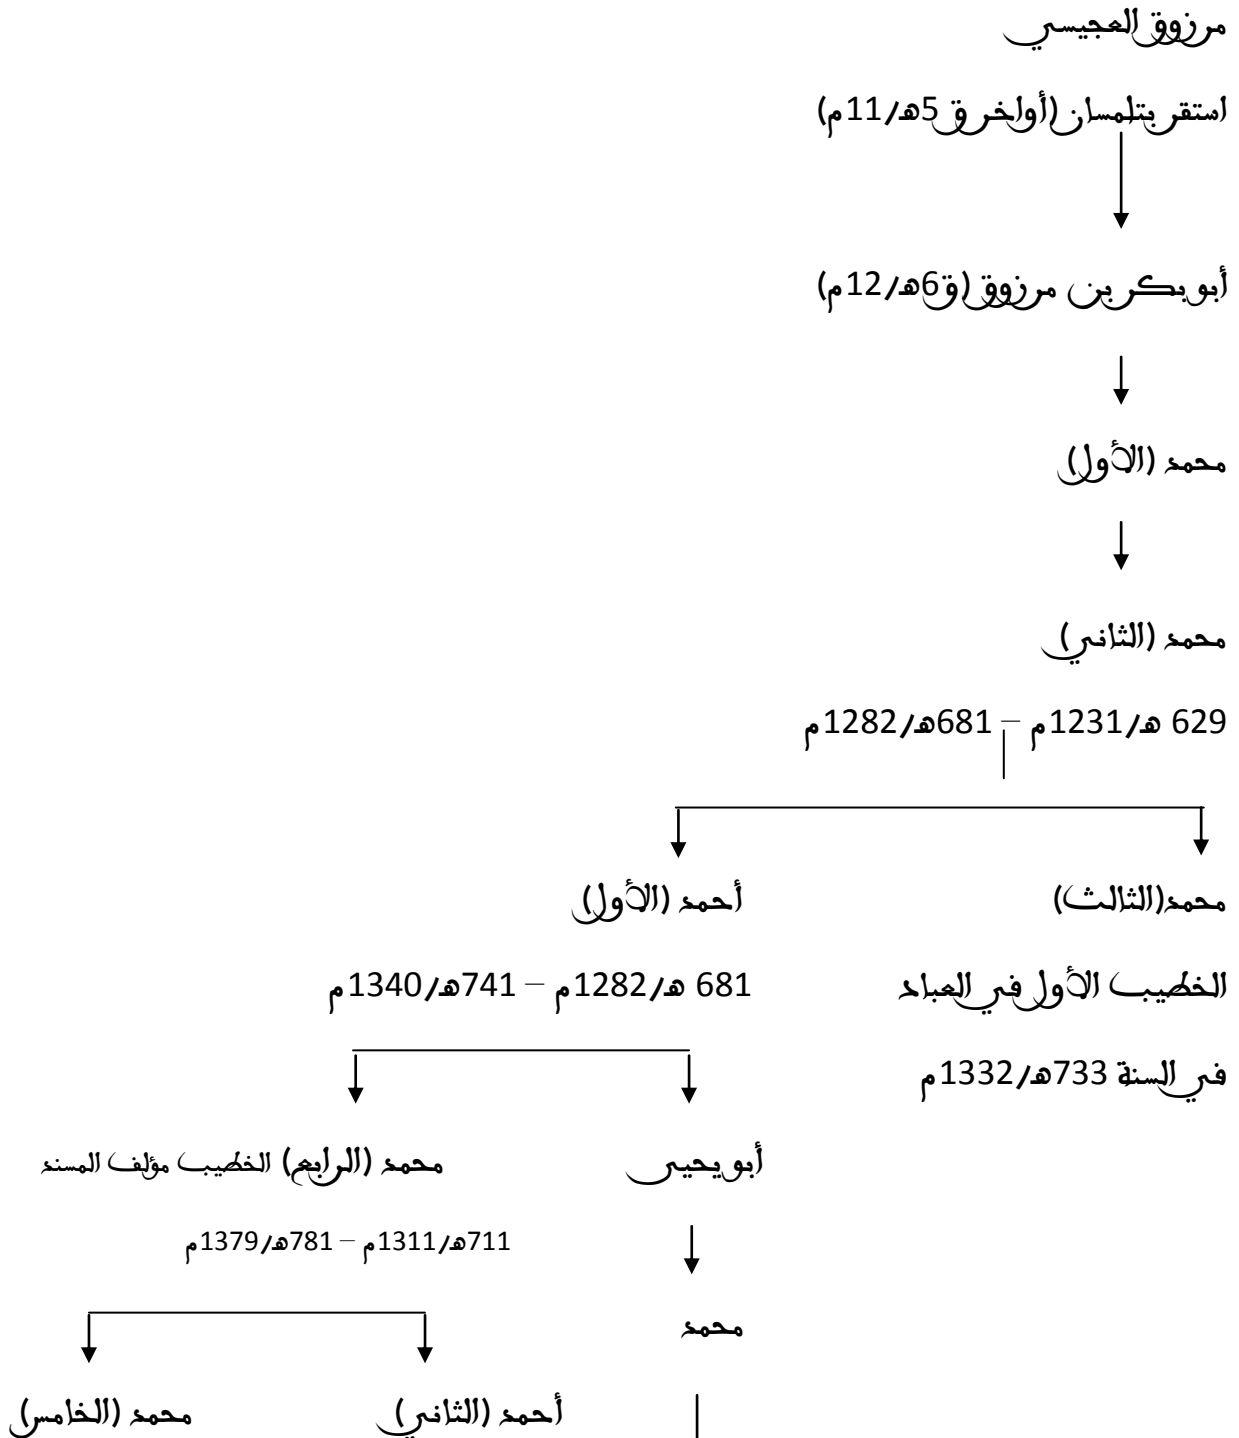 مرزوق العجيسي
استقر بتلمسان (أواخر ق 5هـ/11م)
أبو بكر بن مرزوق (ق6هـ/12م)
محمد (الأول)
محمد (الثاني)
629 هـ/1231م – 681هـ/1282م
محمد(الثالث) أحمد (الأول)
الخطيب الأول في العباد 681 هـ/1282م – 741هـ/1340م
في السنة 733هـ/1332م
أبو يحيى محمد (الرابع) الخطيب مؤلف المسند
711هـ/1311م – 781هـ/1379م
محمد
أحمد (الثاني) محمد (الخامس)